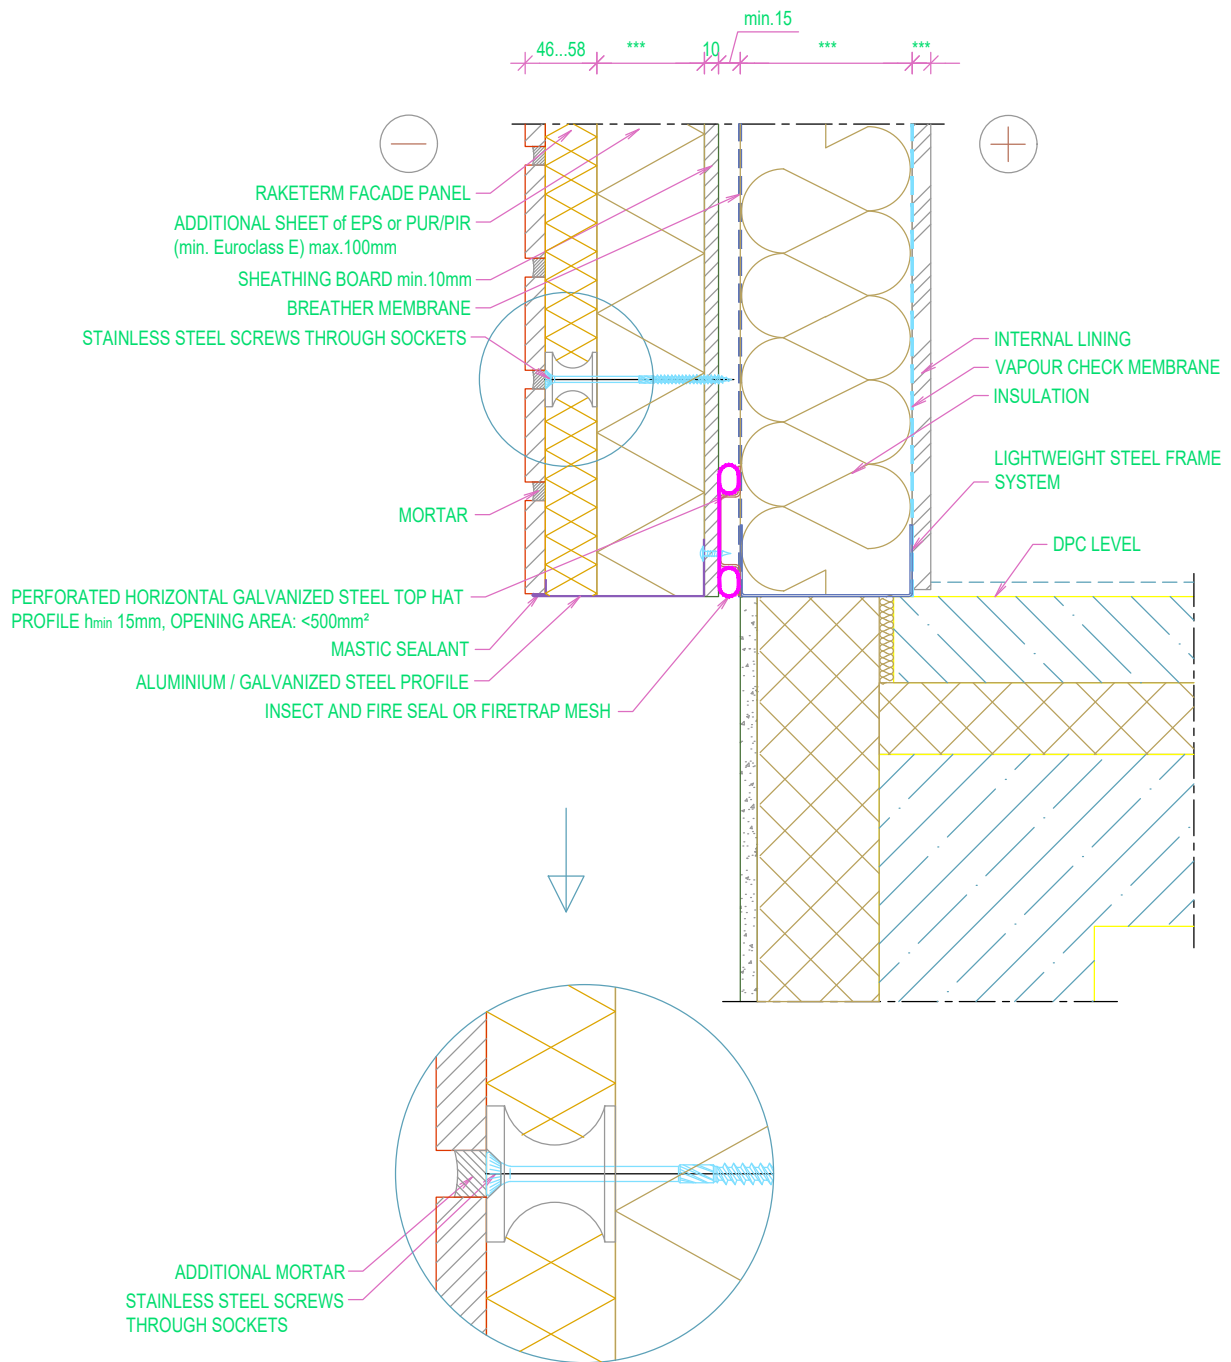 min.15
46...58
***
10
***
***
RAKETERM FACADE PANEL
ADDITIONAL SHEET of EPS or PUR/PIR
(min. Euroclass E) max.100mm
SHEATHING BOARD min.10mm
BREATHER MEMBRANE
STAINLESS STEEL SCREWS THROUGH SOCKETS
INTERNAL LINING
VAPOUR CHECK MEMBRANE
INSULATION
LIGHTWEIGHT STEEL FRAME
SYSTEM
MORTAR
DPC LEVEL
PERFORATED HORIZONTAL GALVANIZED STEEL TOP HAT
PROFILE hmin 15mm, OPENING AREA: <500mm²
MASTIC SEALANT
ALUMINIUM / GALVANIZED STEEL PROFILE
INSECT AND FIRE SEAL OR FIRETRAP MESH
ADDITIONAL MORTAR
STAINLESS STEEL SCREWS
THROUGH SOCKETS